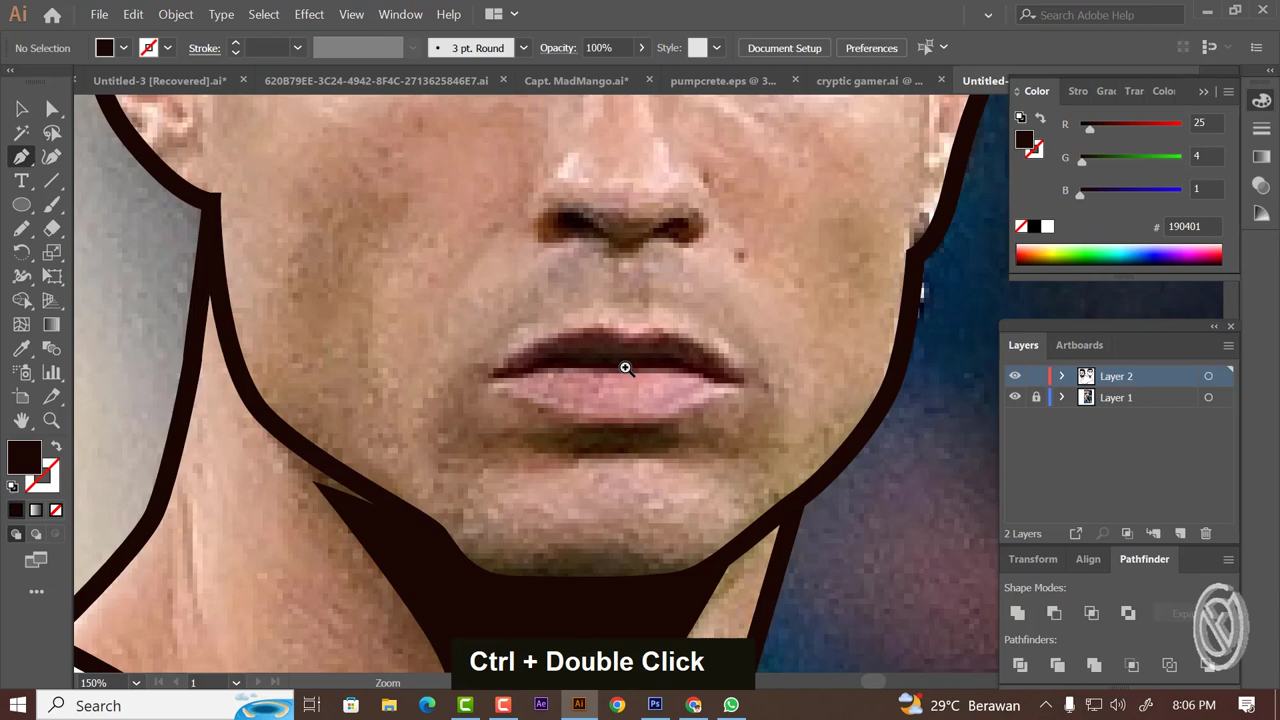 Ai File Edit Object Type Select Effect View Window Help Search Adobe Help
No Selection Stroke: 3 pt. Round Opacity: 100% Style: Document Setup Preferences
Untitled-3 [Recovered].ai* 620B79EE-3C24-4942-8F4C-2713625846E7.ai Capt. MadMango.ai* pumpcrete.eps @ 3... cryptic gamer.ai @ ... Untitled-
Color Stro Grac Trar Colo
R 25
G 4
B 1
# 190401
Layers Artboards
Layer 2
Layer 1
2 Layers
Transform Align Pathfinder
Shape Modes:
Pathfinders:
Ctrl + Double Click
150% 1 Zoom
Search Ae Ai Ps 29°C Berawan 8:06 PM